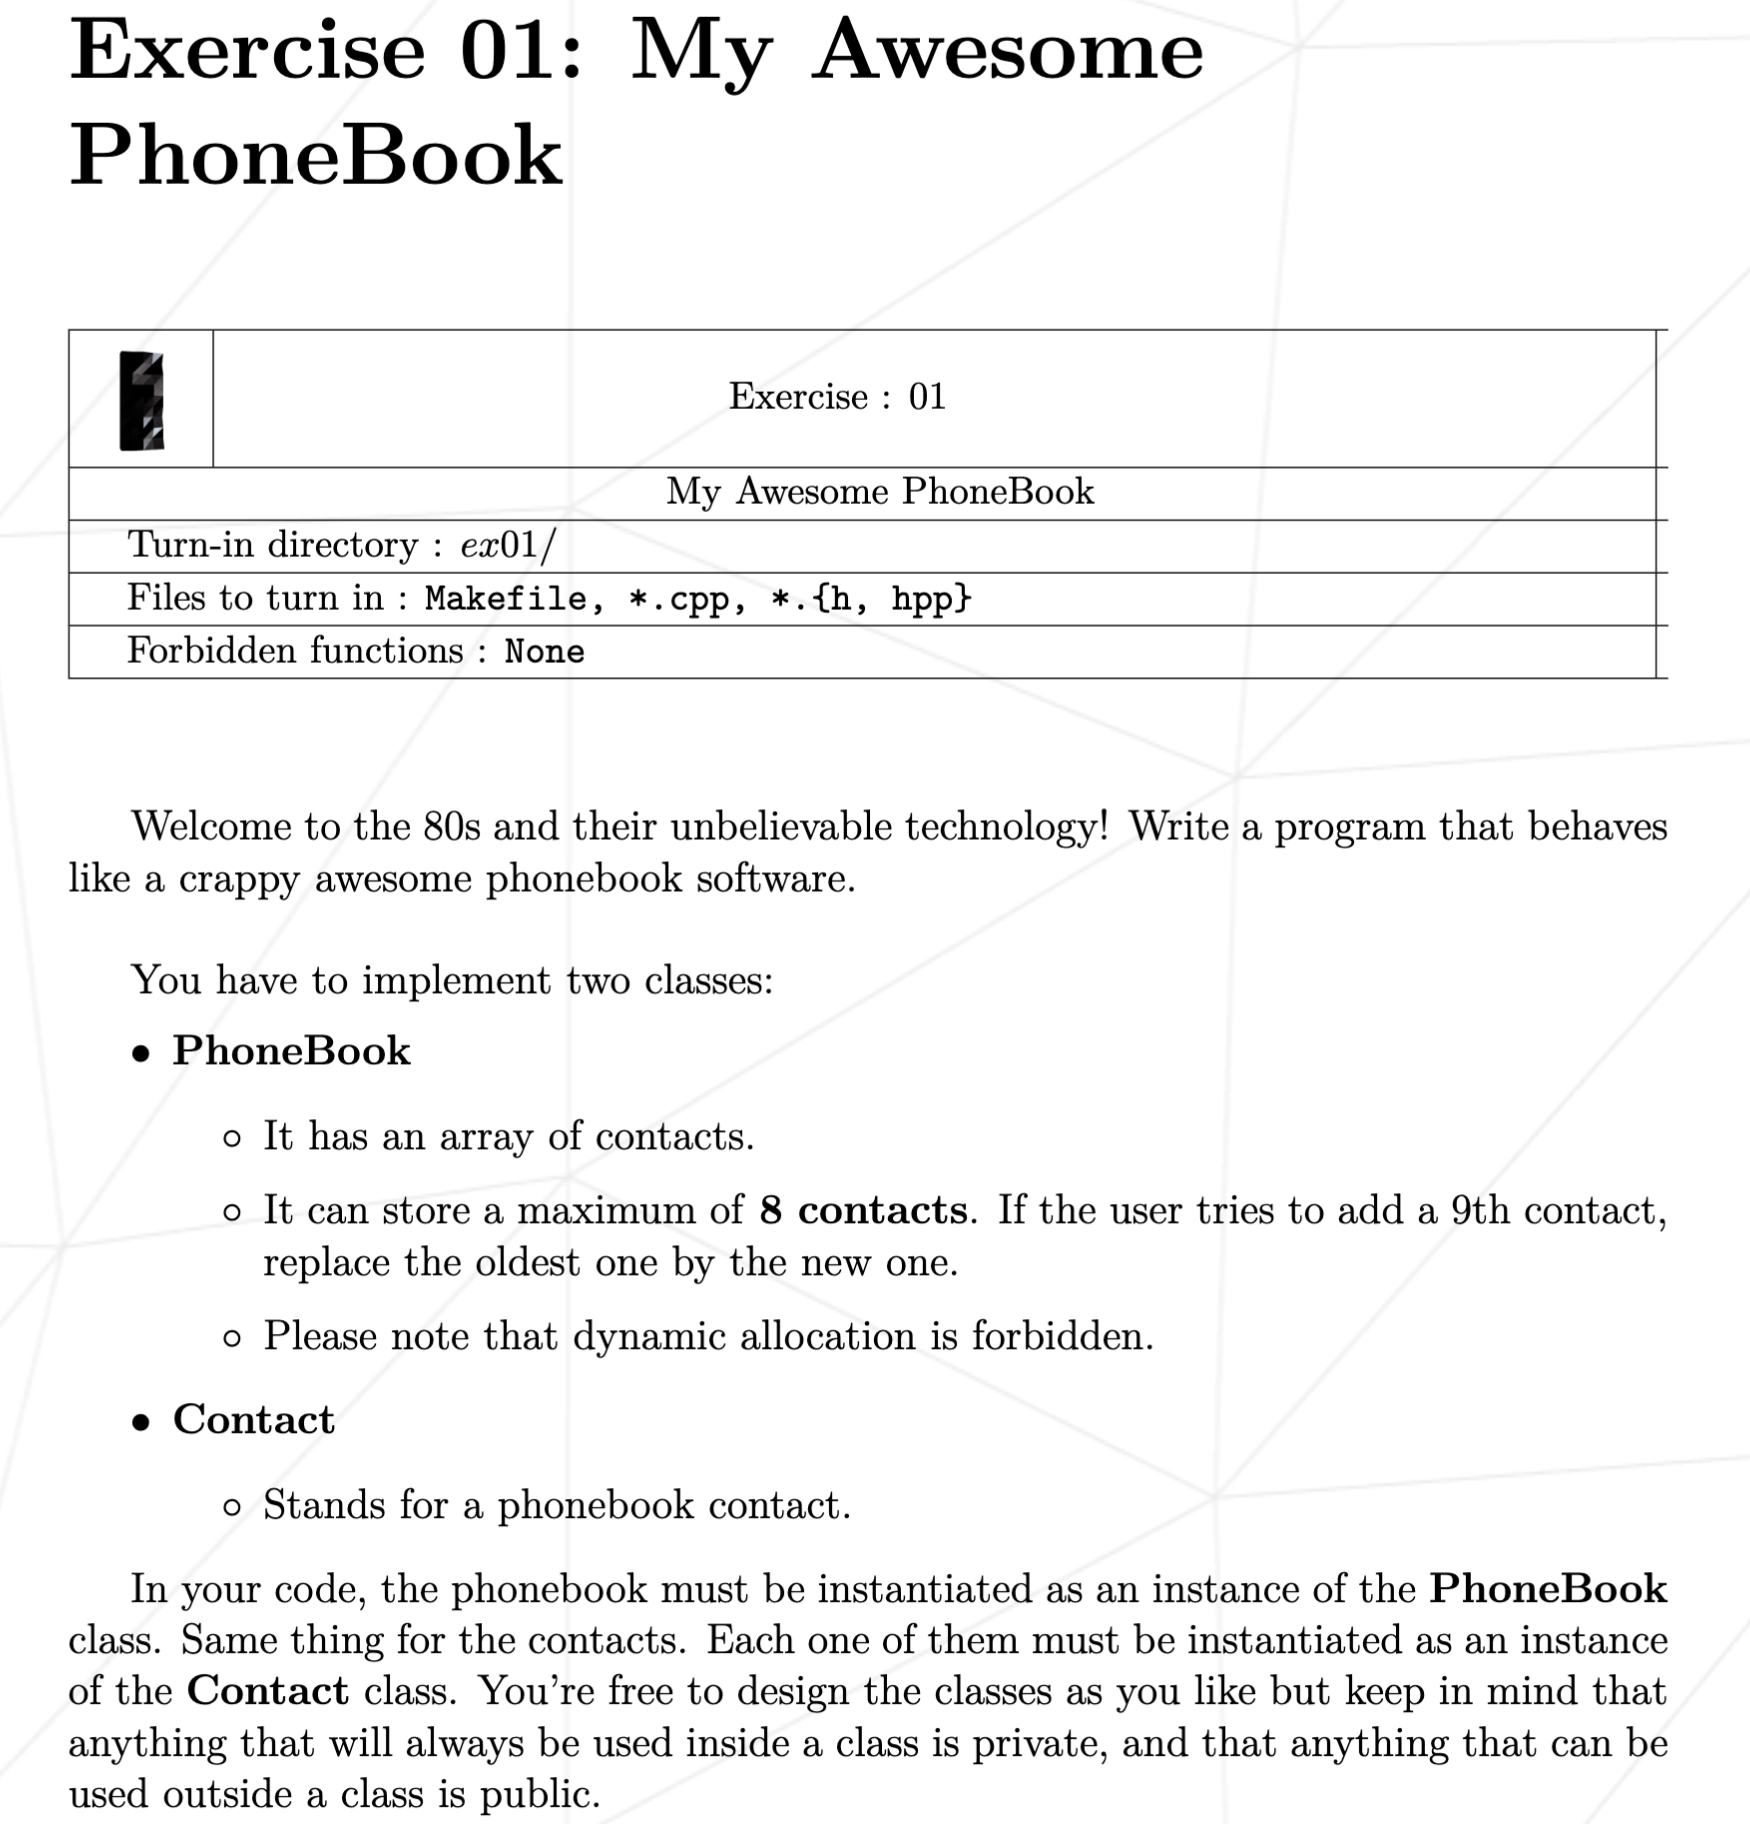 Exercise 01: My Awesome
PhoneBook
Exercise : 01
My Awesome PhoneBook
Turn-in directory : ex01/
Files to turn in : Makefile, *.cpp, *.{h, hpp}
Forbidden functions : None
Welcome to the 80s and their unbelievable technology! Write a program that behaves
like a crappy awesome phonebook software.
You have to implement two classes:
• PhoneBook
◦ It has an array of contacts.
◦ It can store a maximum of 8 contacts. If the user tries to add a 9th contact,
replace the oldest one by the new one.
◦ Please note that dynamic allocation is forbidden.
• Contact
◦ Stands for a phonebook contact.
In your code, the phonebook must be instantiated as an instance of the PhoneBook
class. Same thing for the contacts. Each one of them must be instantiated as an instance
of the Contact class. You're free to design the classes as you like but keep in mind that
anything that will always be used inside a class is private, and that anything that can be
used outside a class is public.